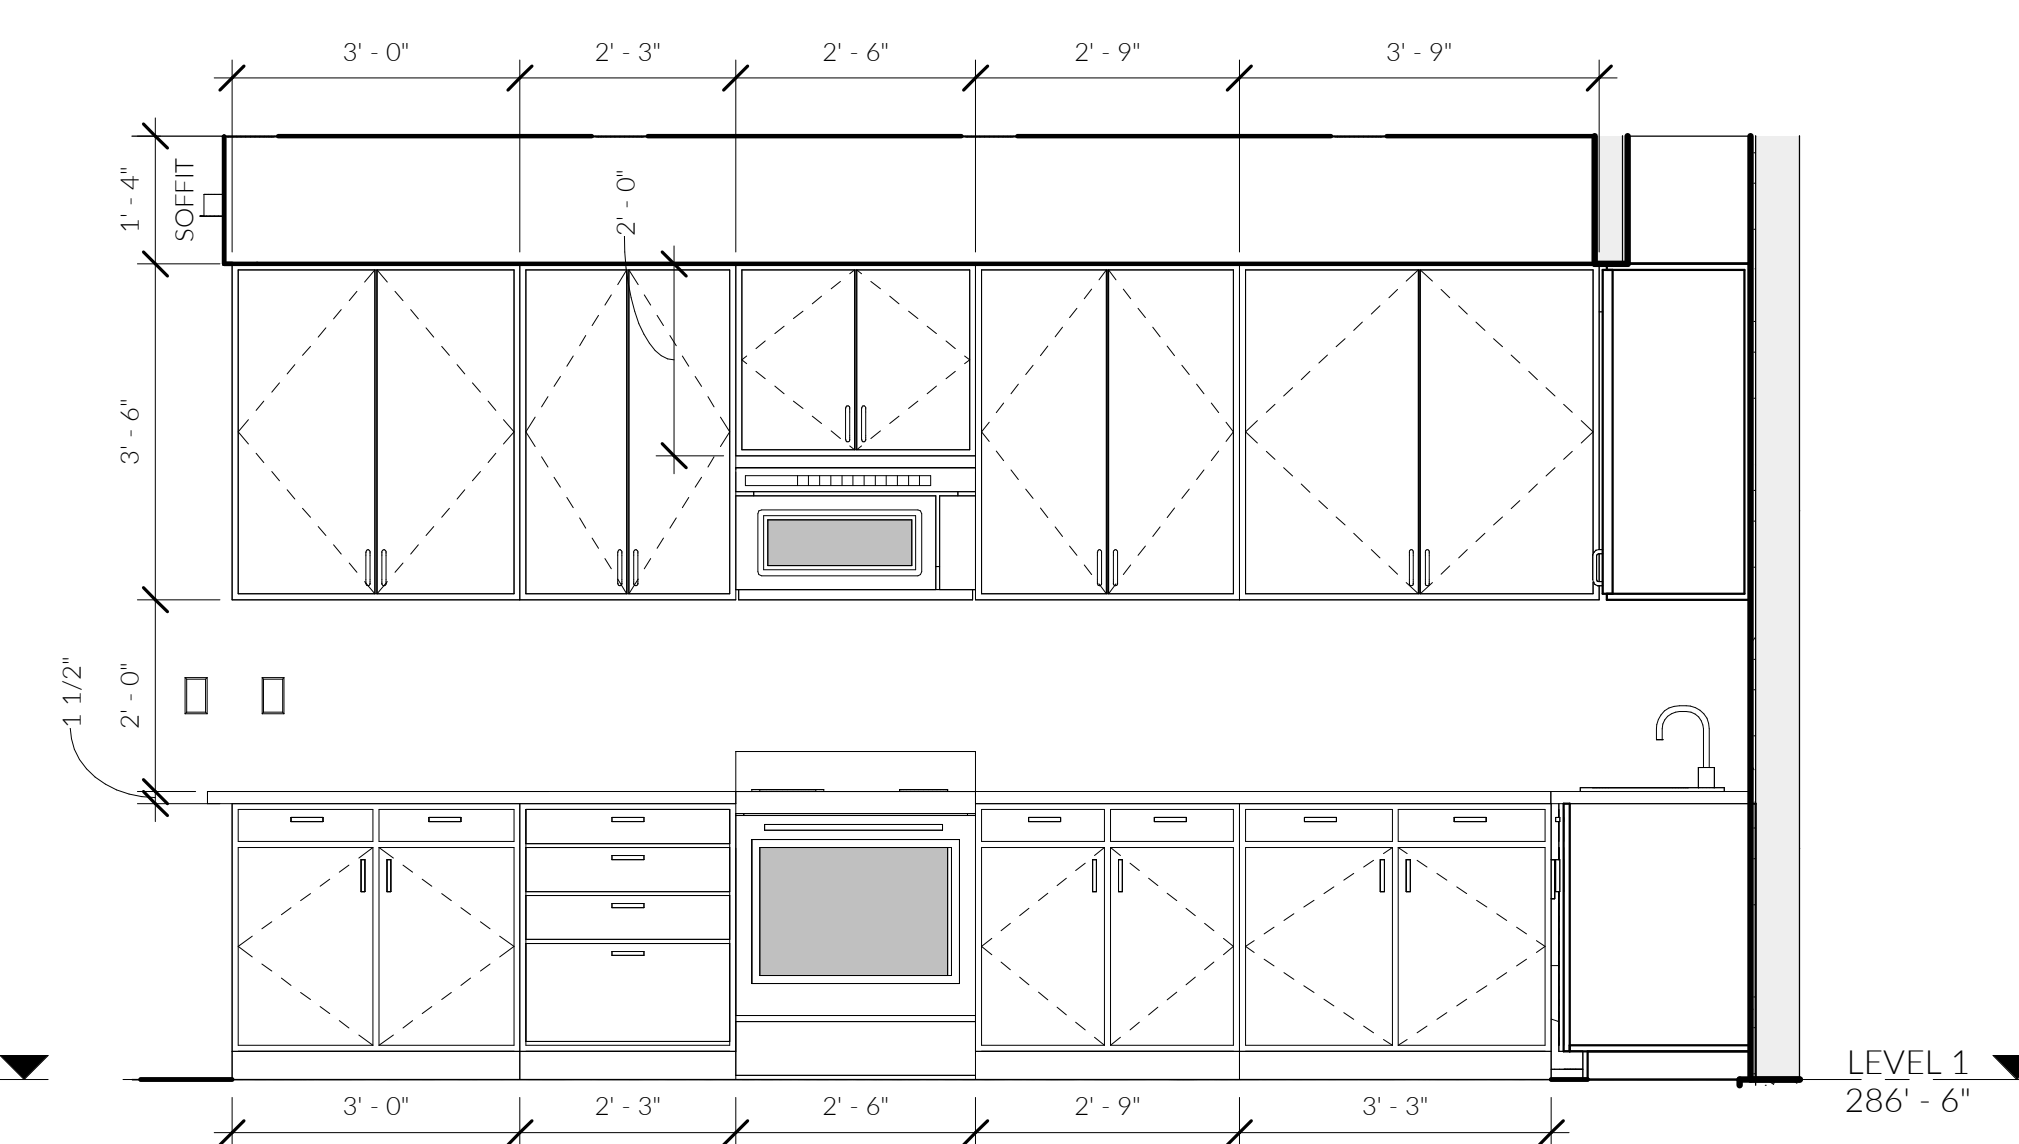 3' - 0"
2' - 3"
2' - 6"
2' - 9"
3' - 9"
1' - 4"
SOFFIT
2' - 0"
3' - 6"
2' - 0"
1 1/2"
LEVEL 1
286' - 6"
3' - 0"
2' - 3"
2' - 6"
2' - 9"
3' - 3"